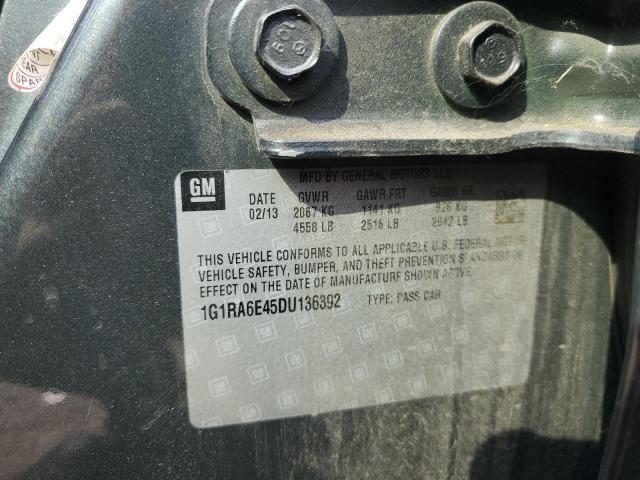 CAR
SPARE
GM
MFD BY GENERAL MOTORS LLC
DATE GVWR GAWR FRT GAWR RR
02/13 2067 KG 1141 KG 926 KG
4556 LB 2516 LB 2042 LB
THIS VEHICLE CONFORMS TO ALL APPLICABLE U.S. FEDERAL MOTOR
VEHICLE SAFETY, BUMPER, AND THEFT PREVENTION STANDARDS IN
EFFECT ON THE DATE OF MANUFACTURE SHOWN ABOVE.
1G1RA6E45DU136392 TYPE: PASS CAR